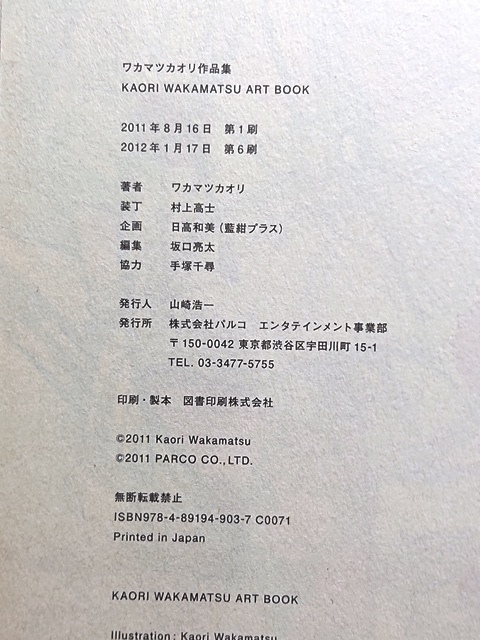 ワカマツカオリ作品集
KAORI WAKAMATSU ART BOOK
2011年8月16日　第1刷
2012年1月17日　第6刷
著者　ワカマツカオリ
装丁　村上高士
企画　日高和美（藍紺プラス）
編集　坂口亮太
協力　手塚千尋
発行人　山崎浩一
発行所　株式会社パルコ　エンタテインメント事業部
〒150-0042 東京都渋谷区宇田川町15-1
TEL. 03-3477-5755
印刷・製本　図書印刷株式会社
©2011 Kaori Wakamatsu
©2011 PARCO CO.,LTD.
無断転載禁止
ISBN978-4-89194-903-7 C0071
Printed in Japan
KAORI WAKAMATSU ART BOOK
Illustration: Kaori Wakamatsu